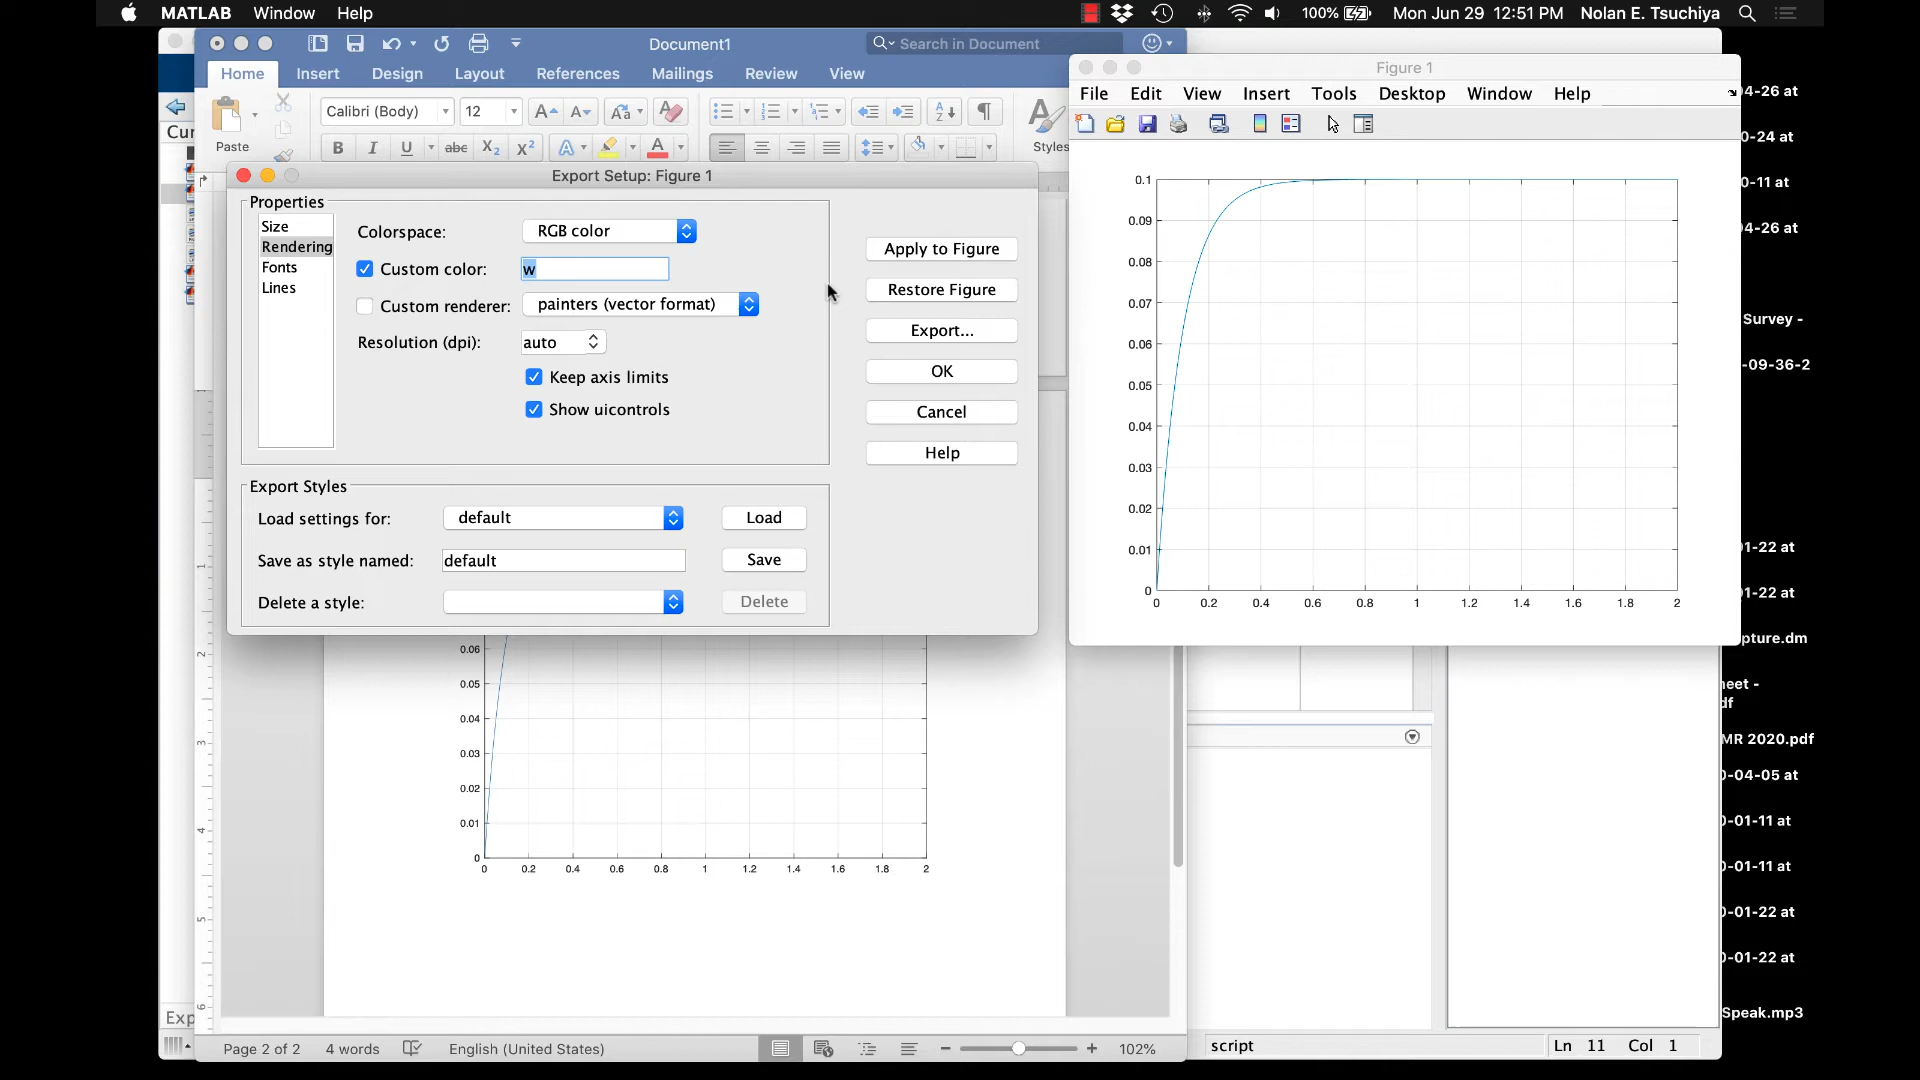 MATLAB Window Help
100% Mon Jun 29 12:51 PM Nolan E. Tsuchiya
Document1
Search in Document
Home Insert Design Layout References Mailings Review View
Paste
Calibri (Body) 12
Styles
Cur
Export Setup: Figure 1
Properties
Size
Rendering
Fonts
Lines
Colorspace: RGB color
Custom color: w
Custom renderer: painters (vector format)
Resolution (dpi): auto
Keep axis limits
Show uicontrols
Apply to Figure
Restore Figure
Export...
OK
Cancel
Help
Export Styles
Load settings for: default Load
Save as style named: default Save
Delete a style: Delete
0.06
0.05
0.04
0.03
0.02
0.01
0
0 0.2 0.4 0.6 0.8 1 1.2 1.4 1.6 1.8 2
1
2
3
4
5
6
Exp
Page 2 of 2 4 words English (United States) 102%
Figure 1
File Edit View Insert Tools Desktop Window Help
0.1
0.09
0.08
0.07
0.06
0.05
0.04
0.03
0.02
0.01
0
0 0.2 0.4 0.6 0.8 1 1.2 1.4 1.6 1.8 2
script Ln 11 Col 1
4-26 at
0-24 at
0-11 at
4-26 at
Survey -
-09-36-2
1-22 at
1-22 at
pture.dm
eet -
df
MR 2020.pdf
0-04-05 at
0-01-11 at
0-01-11 at
0-01-22 at
0-01-22 at
Speak.mp3